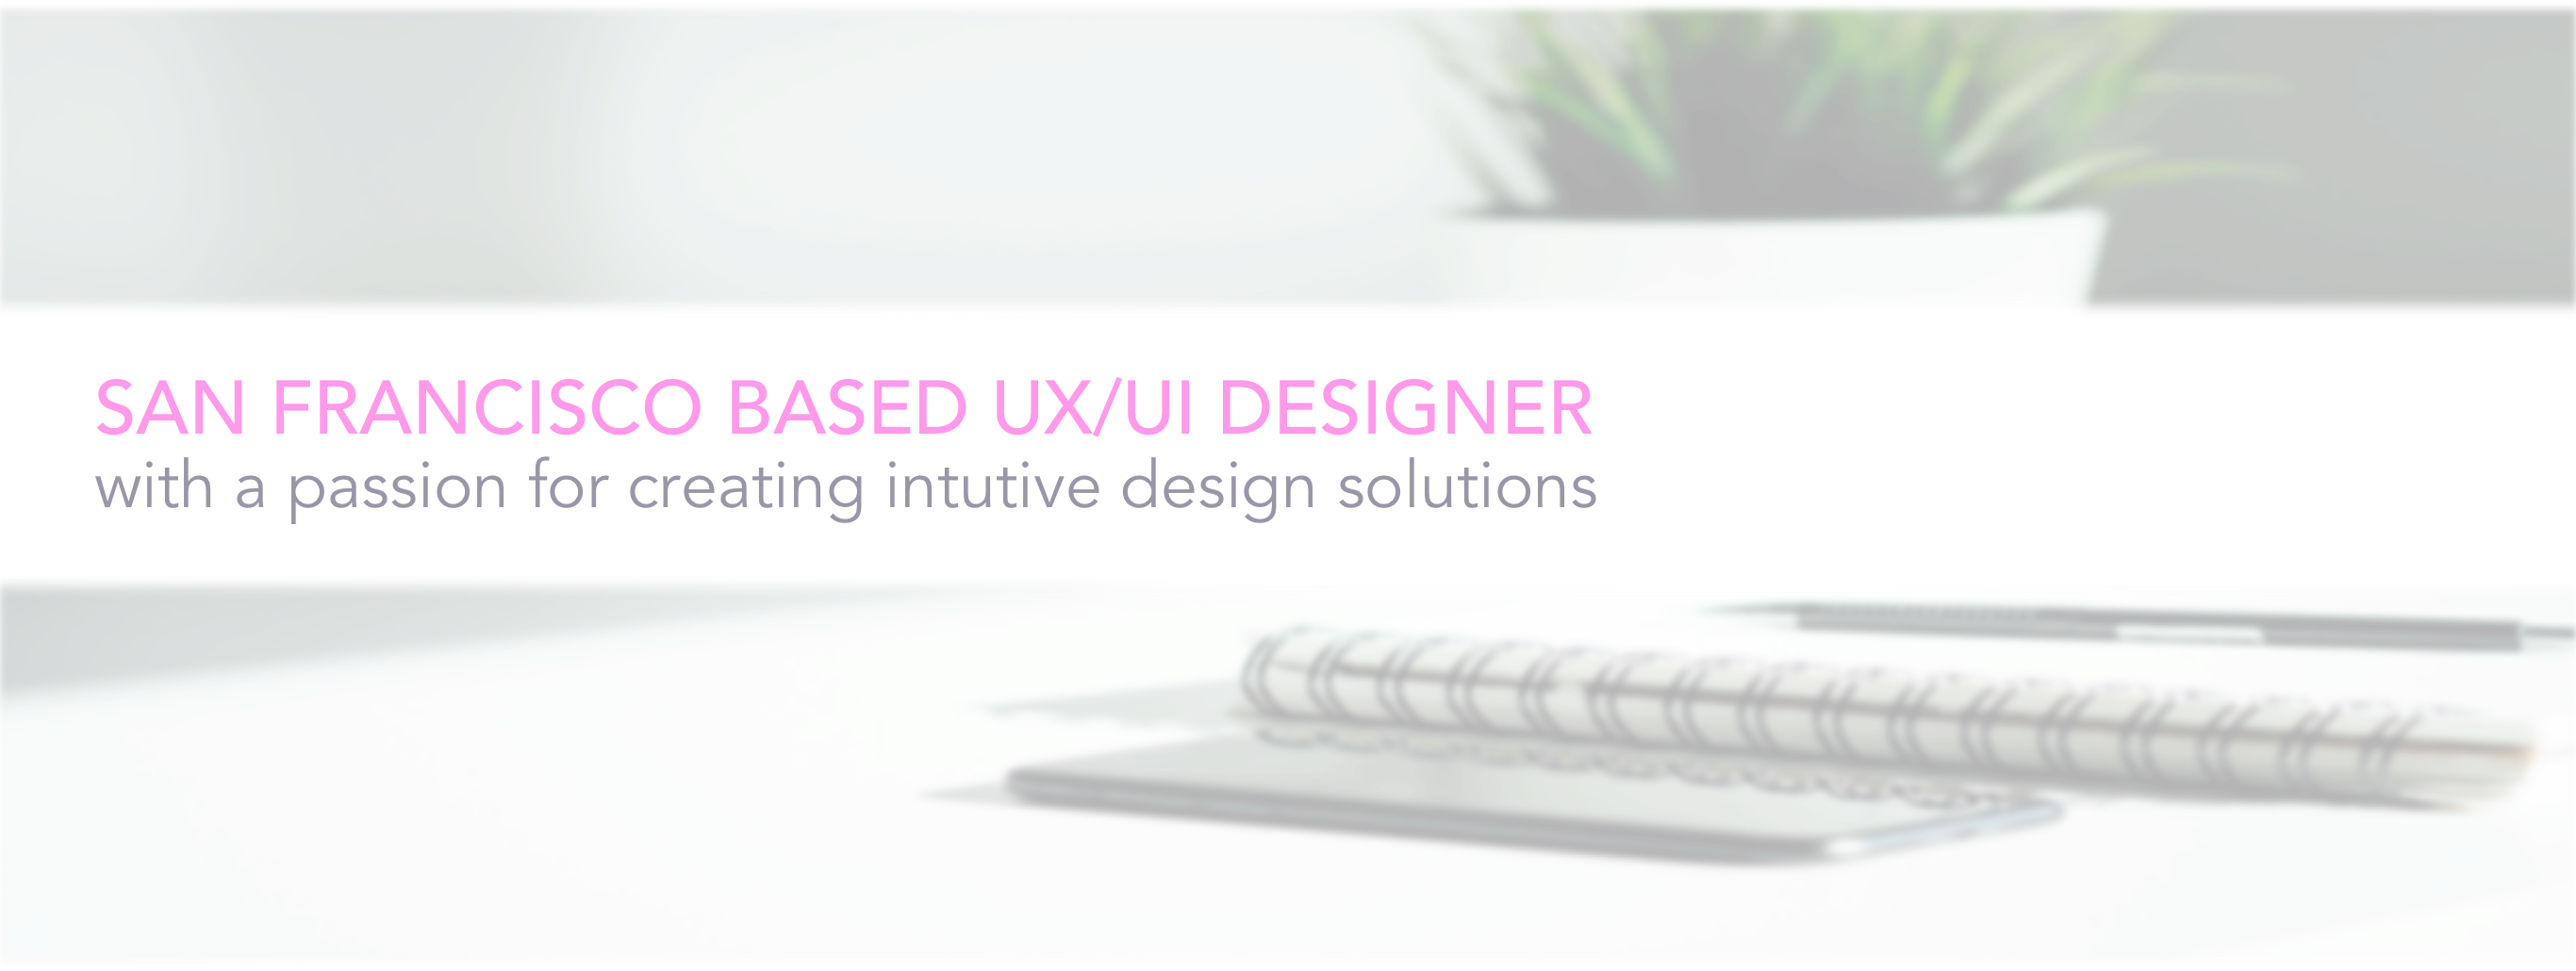 SAN FRANCISCO BASED UX/UI DESIGNER
with a passion for creating intutive design solutions